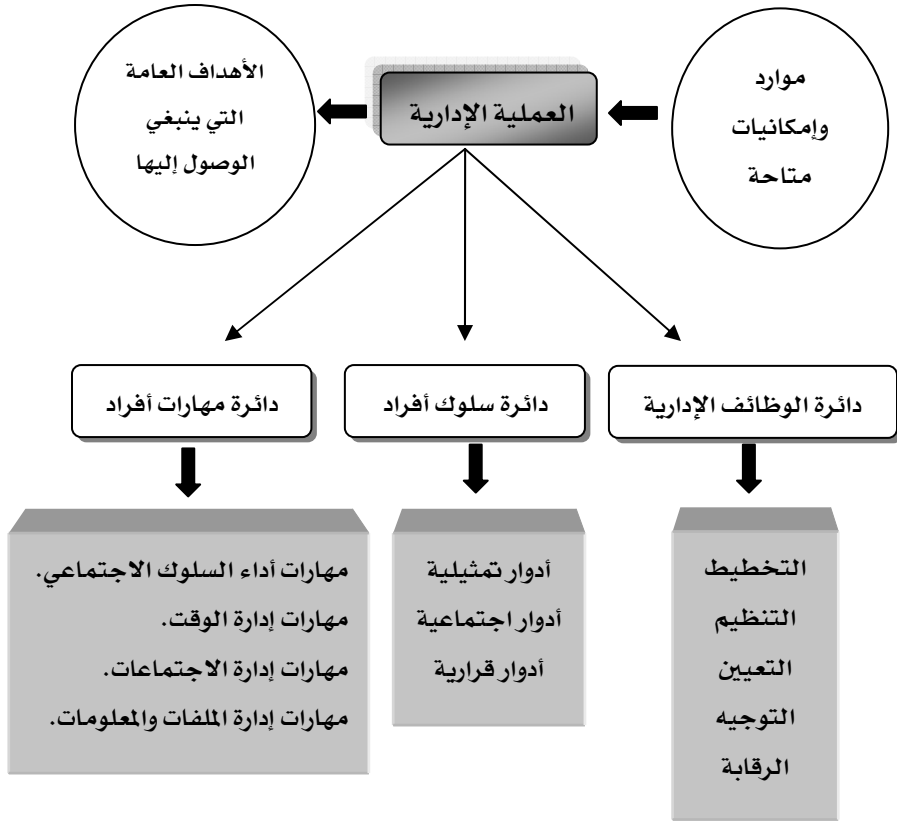 موارد
وإمكانيات
متاحة
العملية الإدارية
الأهداف العامة
التي ينبغي
الوصول إليها
دائرة الوظائف الإدارية
دائرة سلوك أفراد
دائرة مهارات أفراد
التخطيط
التنظيم
التعيين
التوجيه
الرقابة
أدوار تمثيلية
أدوار اجتماعية
أدوار قرارية
مهارات أداء السلوك الاجتماعي.
مهارات إدارة الوقت.
مهارات إدارة الاجتماعات.
مهارات إدارة الملفات والمعلومات.